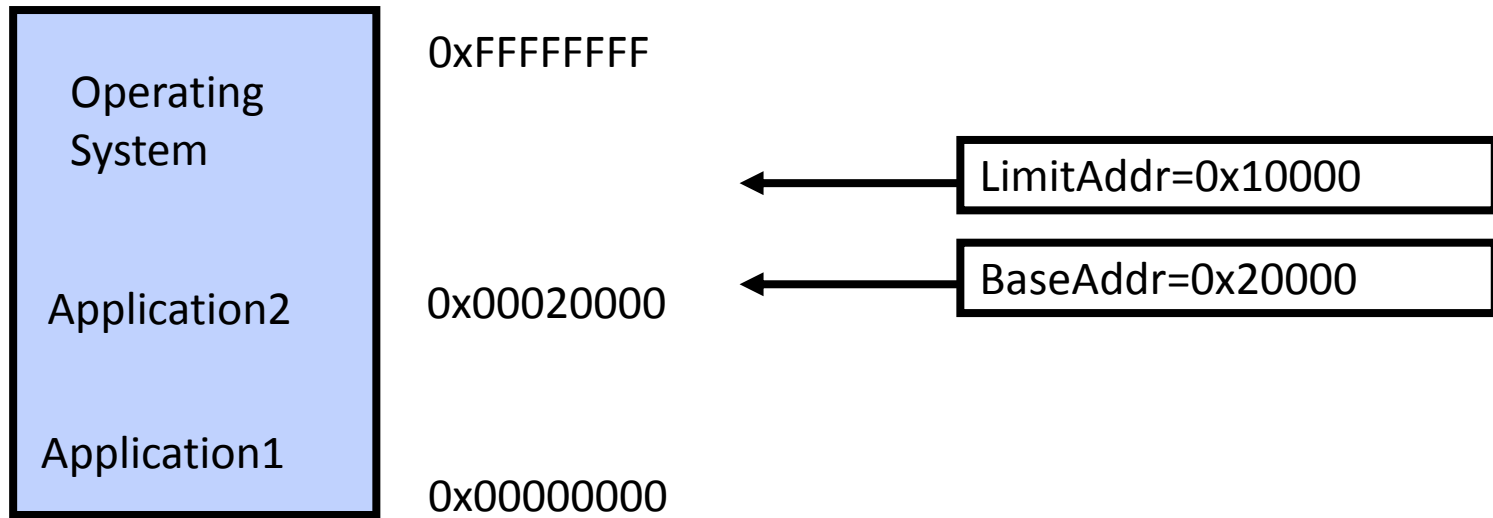 0xFFFFFFFF
Operating
System
LimitAddr=0x10000
BaseAddr=0x20000
Application2
0x00020000
Application1
0x00000000